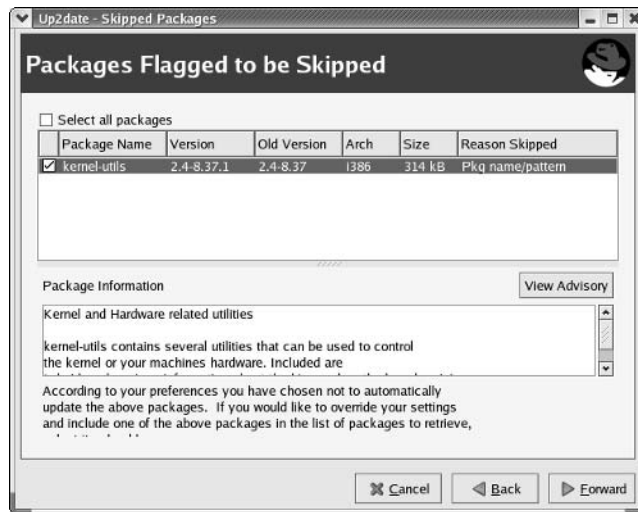 Up2date - Skipped Packages
Packages Flagged to be Skipped
Select all packages
Package Name Version Old Version Arch Size Reason Skipped
kernel-utils 2.4-8.37.1 2.4-8.37 i386 314 kB Pkg name/pattern
Package Information
View Advisory
Kernel and Hardware related utilities
kernel-utils contains several utilities that can be used to control
the kernel or your machines hardware. Included are
According to your preferences you have chosen not to automatically
update the above packages. If you would like to override your settings
and include one of the above packages in the list of packages to retrieve,
Cancel Back Forward